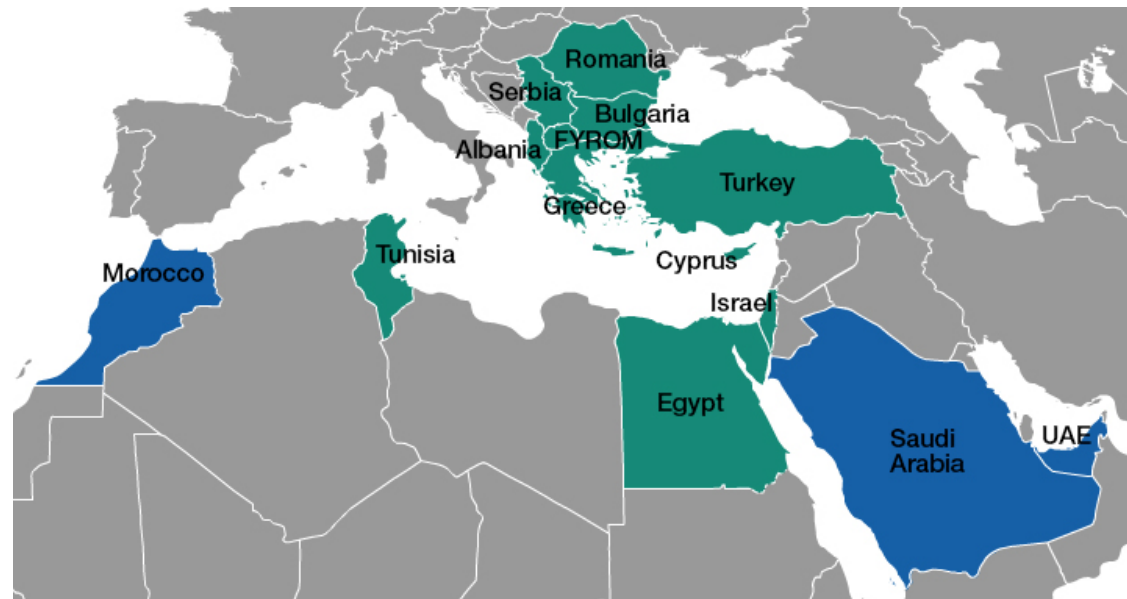 Romania
Serbia
Bulgaria
FYROM
Albania
Turkey
Greece
Tunisia
Cyprus
Morocco
Israel
Egypt
UAE
Saudi
Arabia